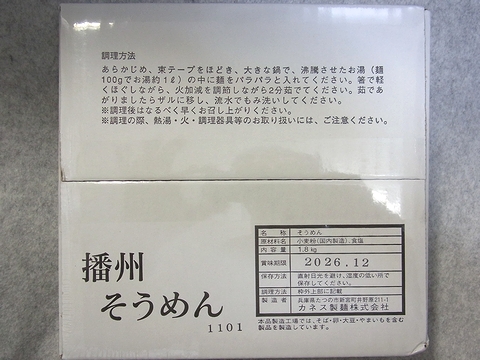 調理方法
あらかじめ、束テープをほどき、大きな鍋で、沸騰させたお湯(麺
100gでお湯約1ℓ)の中に麺をパラパラと入れてください。箸で軽
くほぐしながら、火加減を調節しながら2分茹でてください。茹であ
がりましたらザルに移し、流水でもみ洗いしてください。
※調理後はなるべく早くお召し上がりください。
※調理の際、熱湯・火・調理器具等のお取り扱いには、ご注意ください。
播州
そうめん
1101
名称 そうめん
原材料名 小麦粉(国内製造)、食塩
内容量 1.8kg
賞味期限 2026.12
保存方法 直射日光を避け、湿度の低い所で
保存してください。
調理方法 枠外上部に記載
製造者 兵庫県たつの市新宮町井野原211-1
カネス製麺株式会社
本品製造工場では、そば・卵・大豆・やまいもを含む
製品を製造しています。